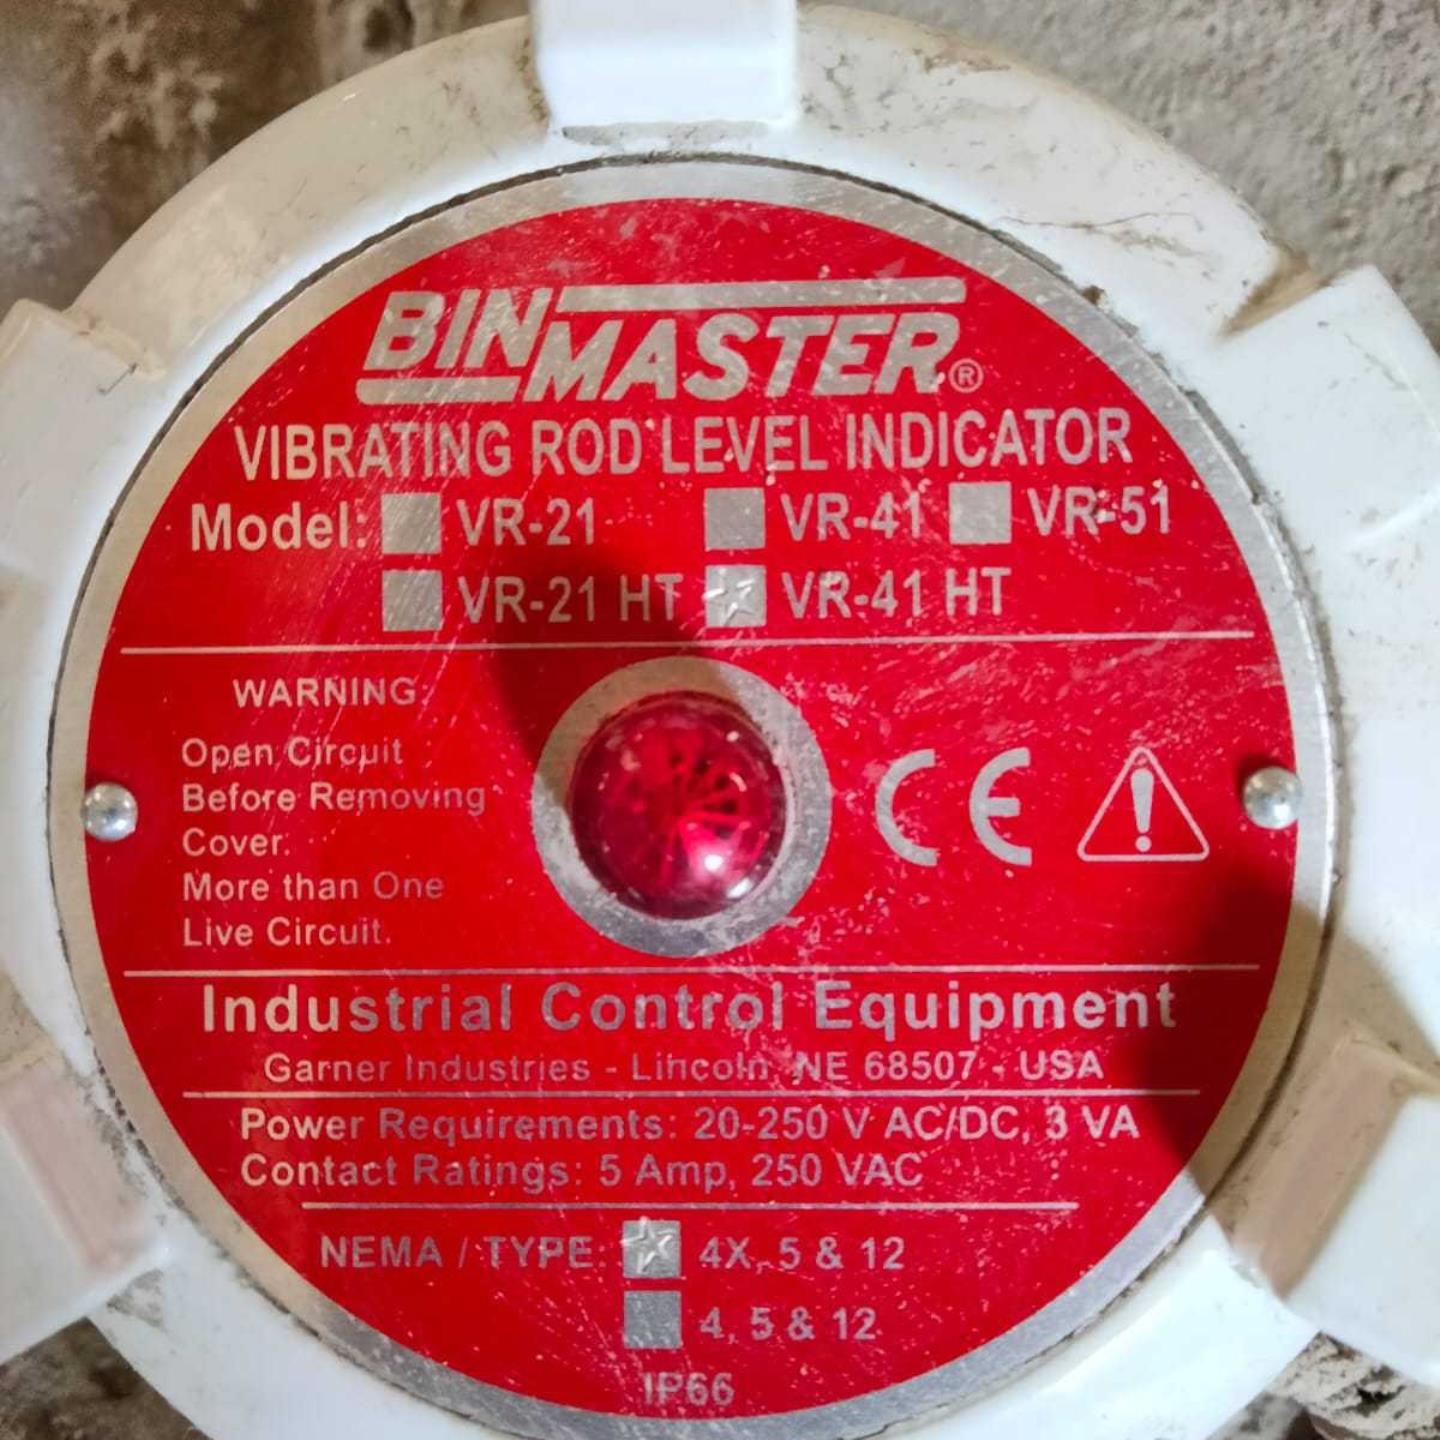 BINMASTER®
VIBRATING ROD LEVEL INDICATOR
Model: VR-21 VR-41 VR-51
VR-21 HT VR-41 HT
WARNING:
Open Circuit
Before Removing
Cover.
More than One
Live Circuit.
CE
Industrial Control Equipment
Garner Industries - Lincoln, NE 68507 - USA
Power Requirements: 20-250 V AC/DC, 3 VA
Contact Ratings: 5 Amp, 250 VAC
NEMA / TYPE: 4X, 5 & 12
4, 5 & 12
IP66